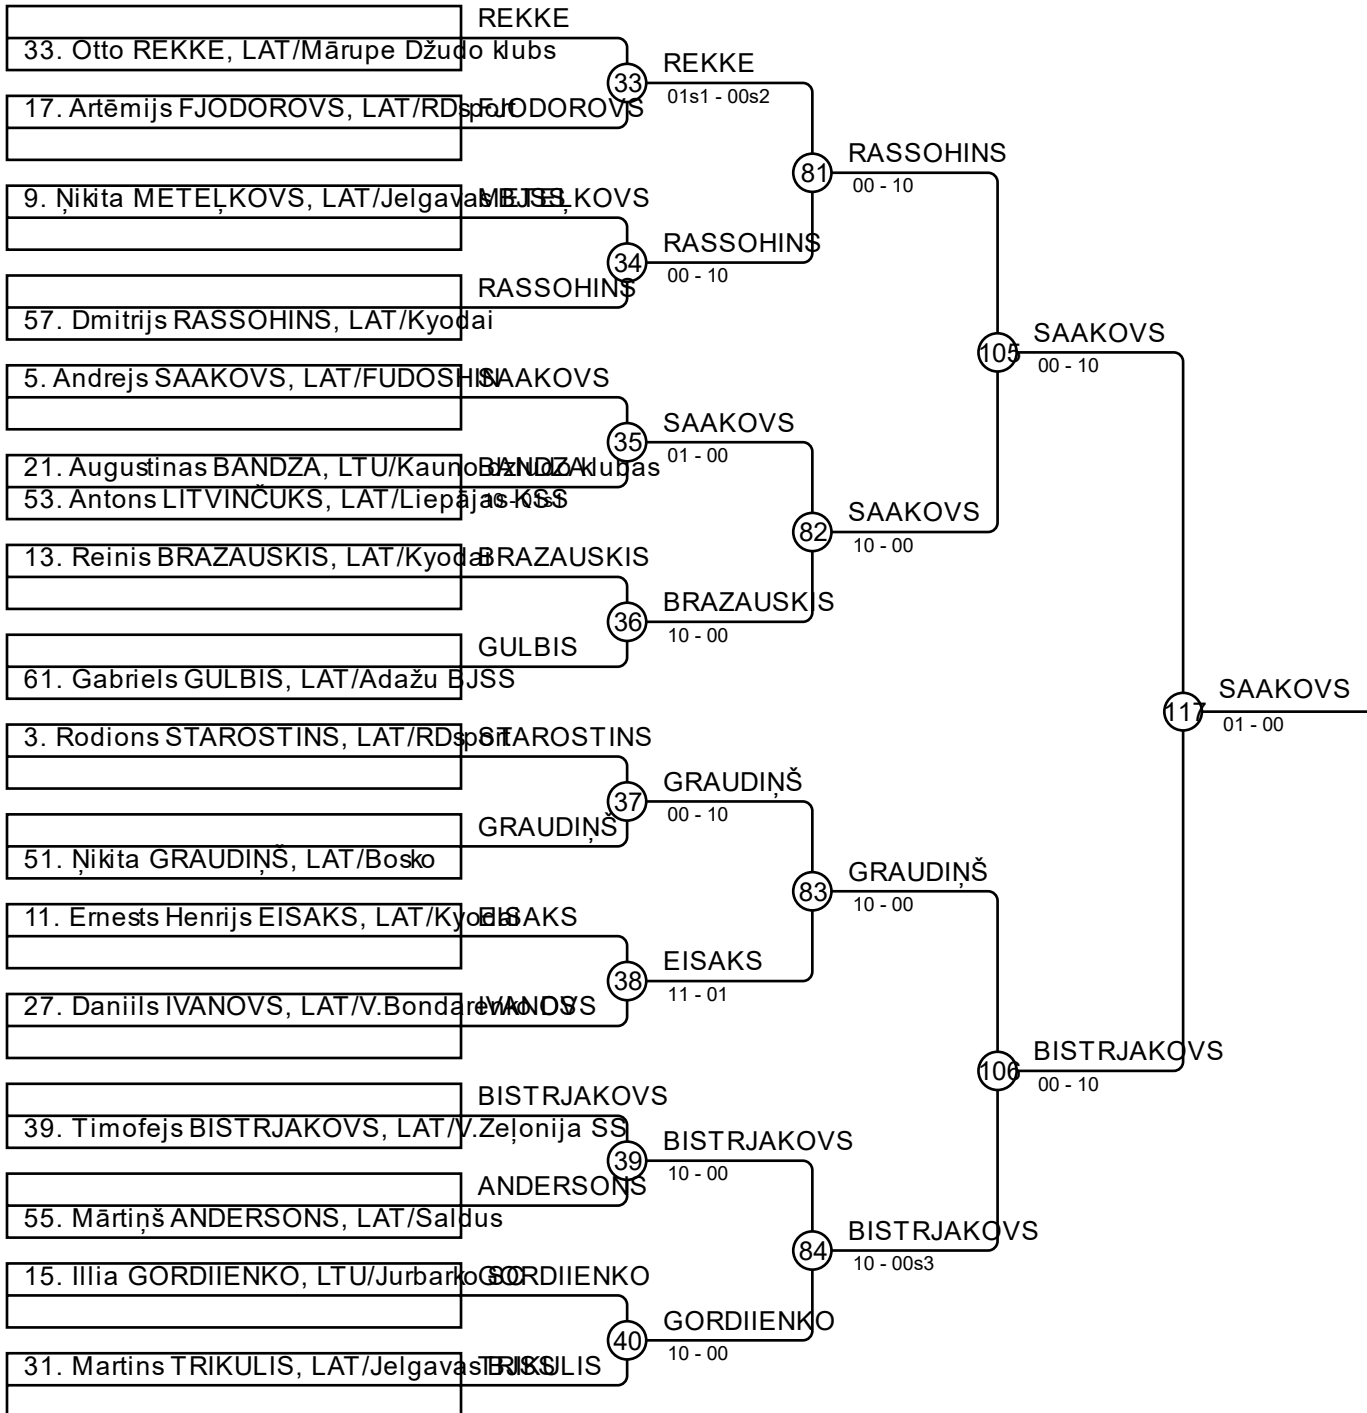 REKKE
33. Otto REKKE, LAT/Mārupe Džudo klubs
33
REKKE
01s1 - 00s2
17. Artēmijs FJODOROVS, LAT/RDsport
FJODOROVS
81
RASSOHINS
00 - 10
9. Ņikita METEĻKOVS, LAT/Jelgavas BJSS
METEĻKOVS
34
RASSOHINS
00 - 10
RASSOHINS
57. Dmitrijs RASSOHINS, LAT/Kyodai
105
SAAKOVS
00 - 10
5. Andrejs SAAKOVS, LAT/FUDOSHIN
SAAKOVS
35
SAAKOVS
01 - 00
21. Augustinas BANDZA, LTU/Kauno dziudo klubas
BANDZA
53. Antons LITVINČUKS, LAT/Liepājas KSS
82
SAAKOVS
10 - 00
13. Reinis BRAZAUSKIS, LAT/Kyodai
BRAZAUSKIS
36
BRAZAUSKIS
10 - 00
GULBIS
61. Gabriels GULBIS, LAT/Adažu BJSS
117
SAAKOVS
01 - 00
3. Rodions STAROSTINS, LAT/RDsport
STAROSTINS
37
GRAUDIŅŠ
00 - 10
GRAUDIŅŠ
51. Ņikita GRAUDIŅŠ, LAT/Bosko
83
GRAUDIŅŠ
10 - 00
11. Ernests Henrijs EISAKS, LAT/Kyodai
EISAKS
38
EISAKS
11 - 01
27. Daniils IVANOVS, LAT/V.Bondarenko DS
IVANOVS
106
BISTRJAKOVS
00 - 10
BISTRJAKOVS
39. Timofejs BISTRJAKOVS, LAT/V.Zeļonija SS
39
BISTRJAKOVS
10 - 00
ANDERSONS
55. Mārtiņš ANDERSONS, LAT/Saldus
84
BISTRJAKOVS
10 - 00s3
15. Illia GORDIIENKO, LTU/Jurbarko SC
GORDIIENKO
40
GORDIIENKO
10 - 00
31. Martins TRIKULIS, LAT/Jelgavas BJSS
TRIKULIS